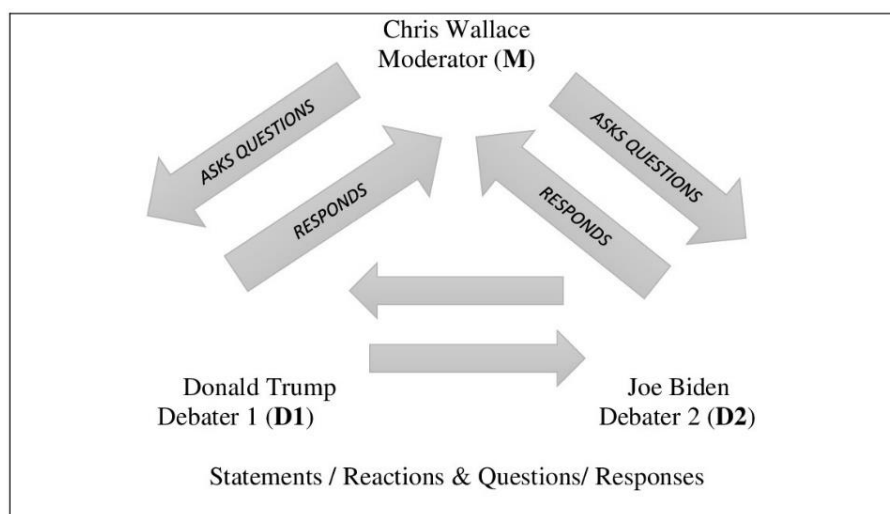 Chris Wallace
Moderator (M)
ASKS QUESTIONS
RESPONDS
RESPONDS
ASKS QUESTIONS
Donald Trump
Debater 1 (D1)
Joe Biden
Debater 2 (D2)
Statements / Reactions & Questions/ Responses